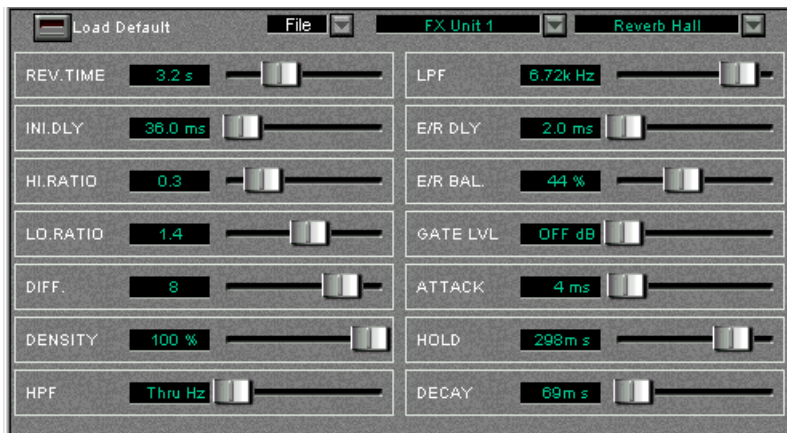 Load Default File FX Unit 1 Reverb Hall
REV.TIME 3.2 s LPF 6.72k Hz
INI.DLY 36.0 ms E/R DLY 2.0 ms
HI.RATIO 0.3 E/R BAL. 44 %
LO.RATIO 1.4 GATE LVL OFF dB
DIFF. 8 ATTACK 4 ms
DENSITY 100 % HOLD 298m s
HPF Thru Hz DECAY 69m s